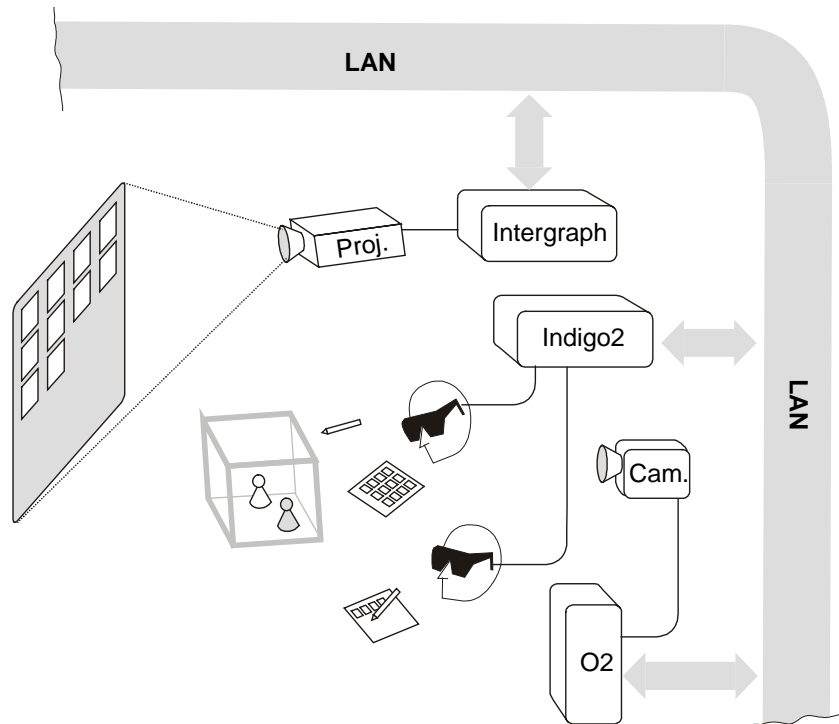 LAN
Intergraph
Proj.
Indigo2
LAN
Cam.
O2